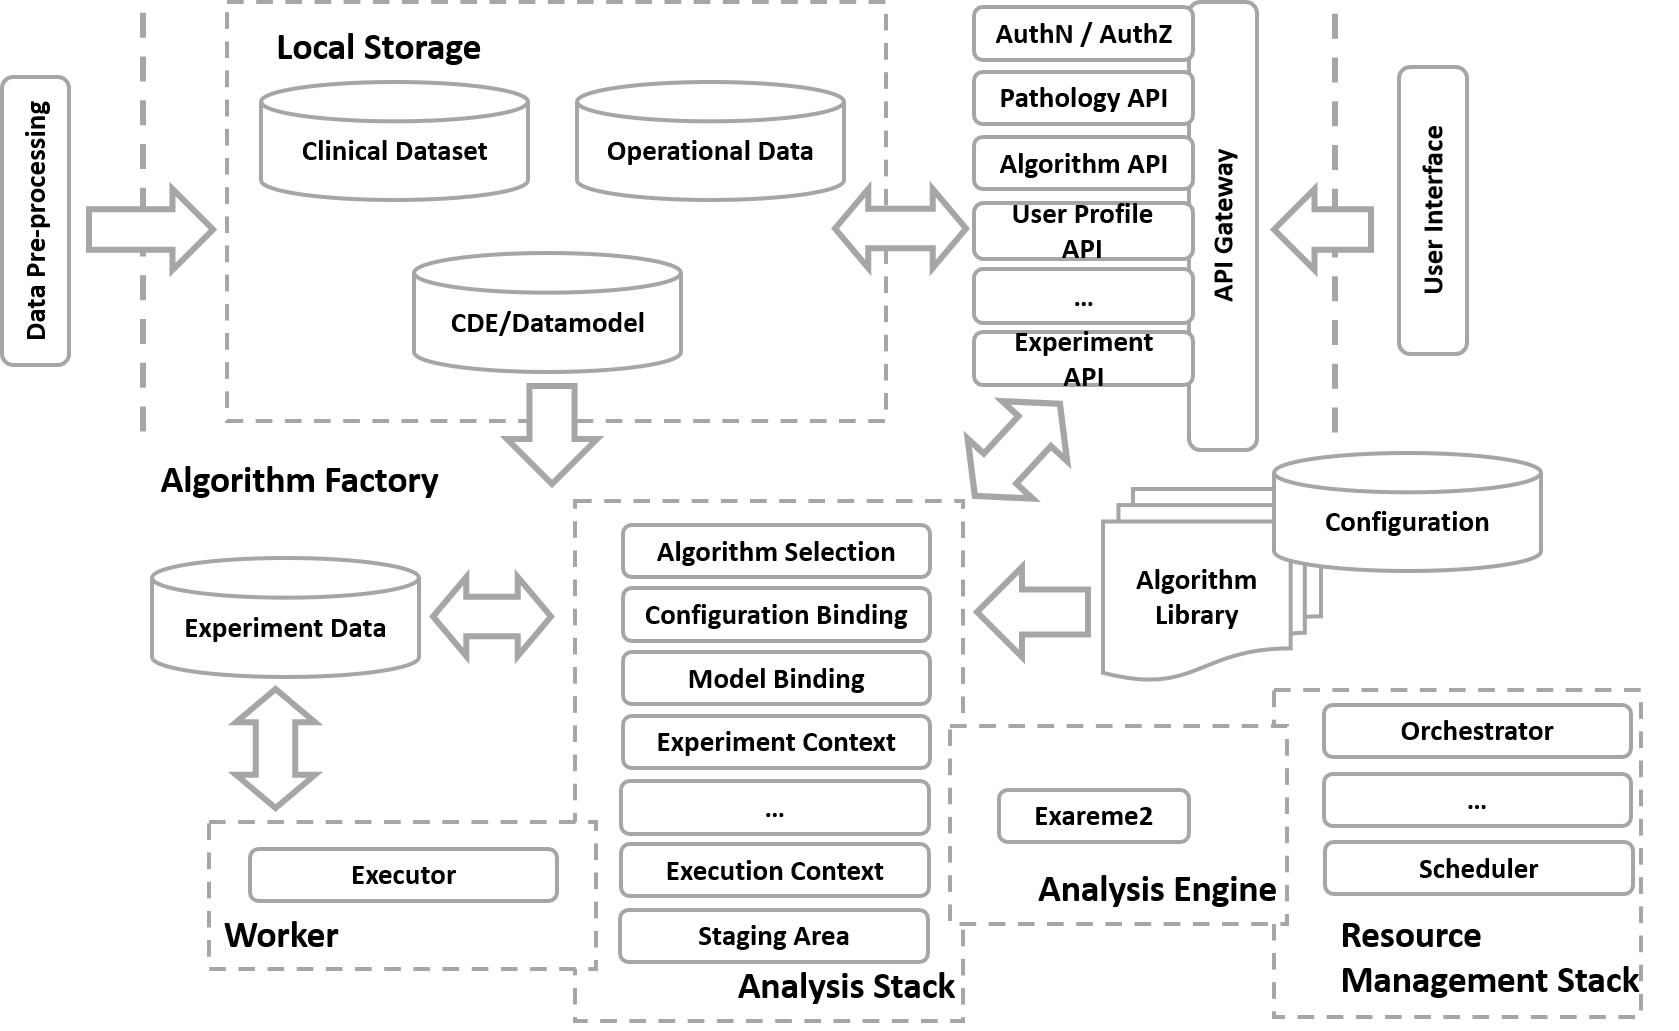 Data Pre-processing
Local Storage
Clinical Dataset
Operational Data
CDE/Datamodel
AuthN / AuthZ
Pathology API
Algorithm API
User Profile
API
...
Experiment
API
API Gateway
User Interface
Algorithm Factory
Experiment Data
Algorithm Selection
Configuration Binding
Model Binding
Experiment Context
...
Execution Context
Staging Area
Analysis Stack
Configuration
Algorithm
Library
Executor
Worker
Exareme2
Analysis Engine
Orchestrator
...
Scheduler
Resource
Management Stack